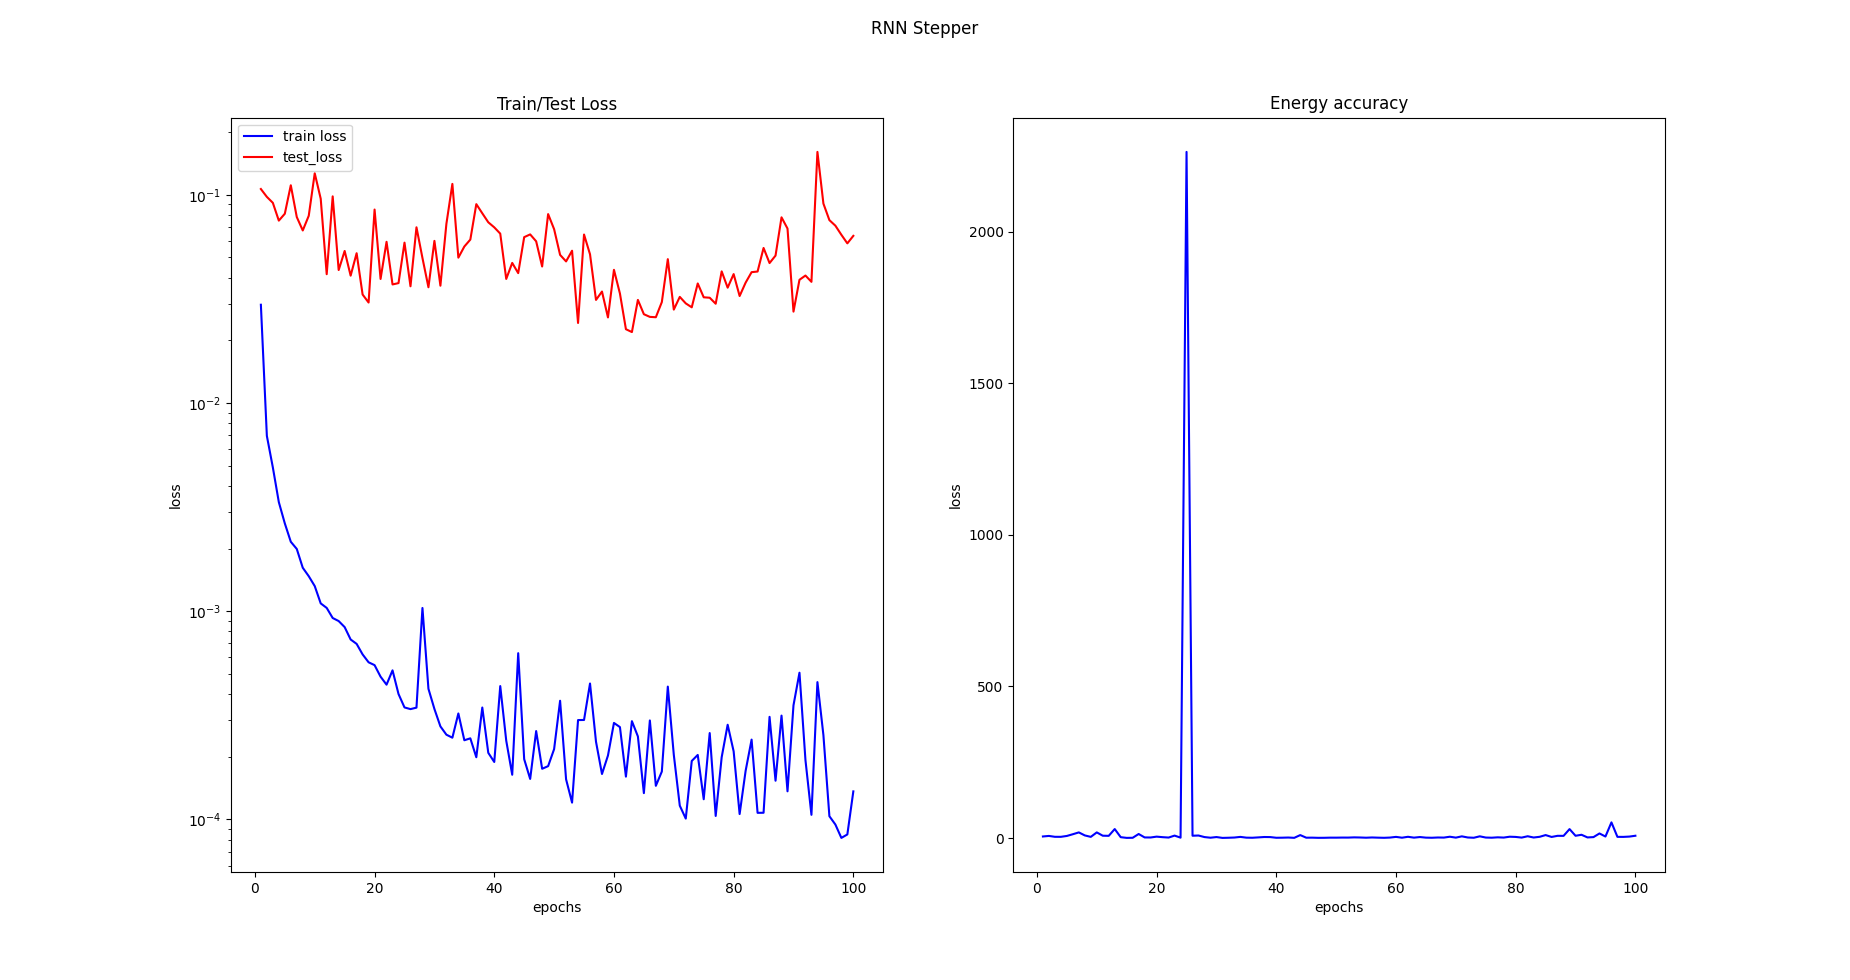 RNN Stepper
Train/Test Loss
train loss
test_loss
10⁻¹
10⁻²
10⁻³
10⁻⁴
loss
0 20 40 60 80 100
epochs
Energy accuracy
2000
1500
1000
500
0
loss
0 20 40 60 80 100
epochs